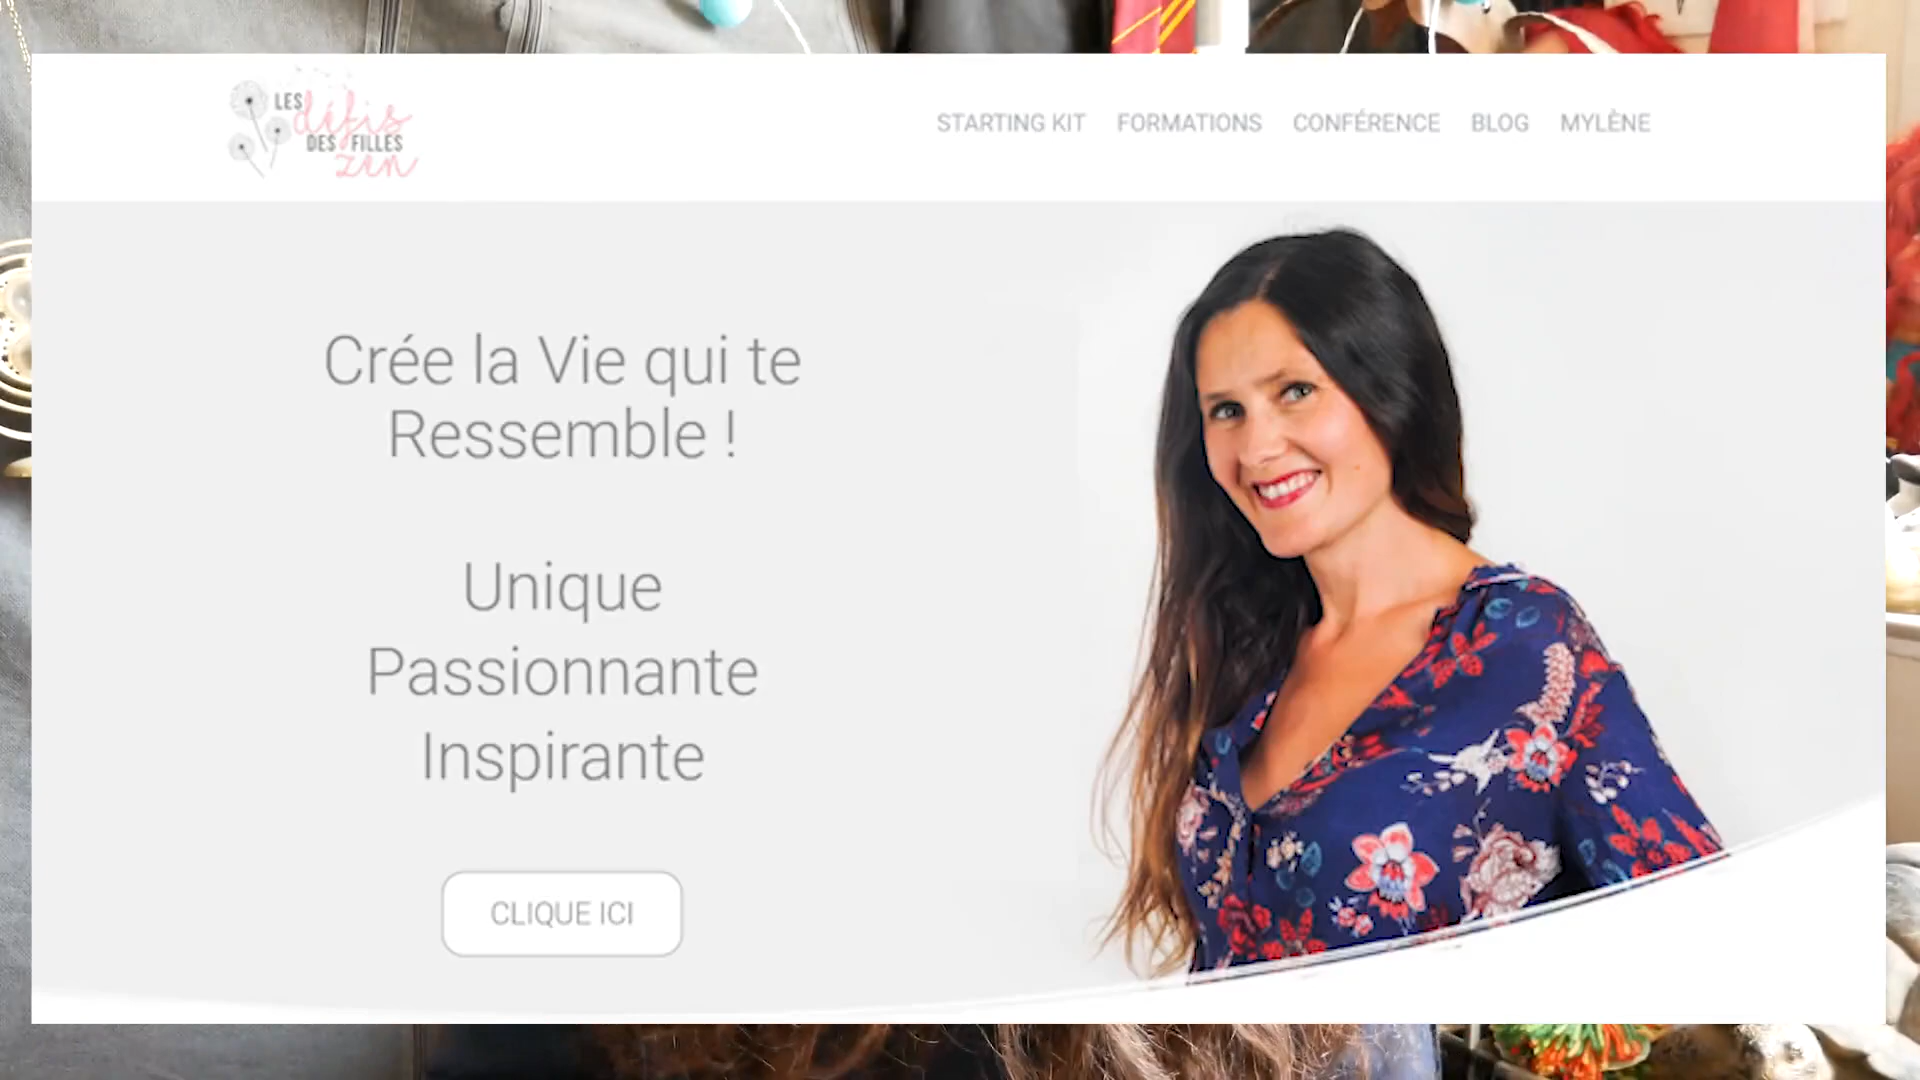 LES
défis
DES FILLES
zen
STARTING KIT FORMATIONS CONFÉRENCE BLOG MYLÈNE
Crée la Vie qui te
Ressemble !
Unique
Passionnante
Inspirante
CLIQUE ICI